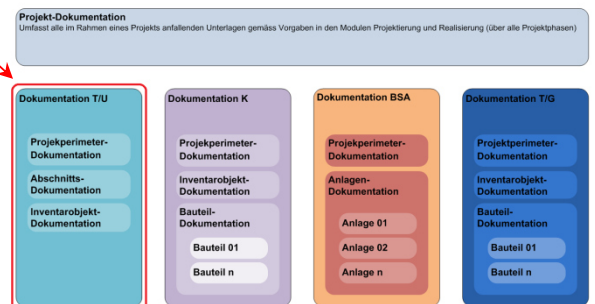 Projekt-Dokumentation
Umfasst alle im Rahmen eines Projekts anfallenden Unterlagen gemäss Vorgaben in den Modulen Projektierung und Realisierung (über alle Projektphasen)
Dokumentation T/U
Projekperimeter-
Dokumentation
Abschnitts-
Dokumentation
Inventarobjekt-
Dokumentation
Dokumentation K
Projekperimeter-
Dokumentation
Inventarobjekt-
Dokumentation
Bauteil-
Dokumentation
Bauteil 01
Bauteil n
Dokumentation BSA
Projekperimeter-
Dokumentation
Anlagen-
Dokumentation
Anlage 01
Anlage 02
Anlage n
Dokumentation T/G
Projektperimeter-
Dokumentation
Inventarobjekt-
Dokumentation
Bauteil-
Dokumentation
Bauteil 01
Bauteil n